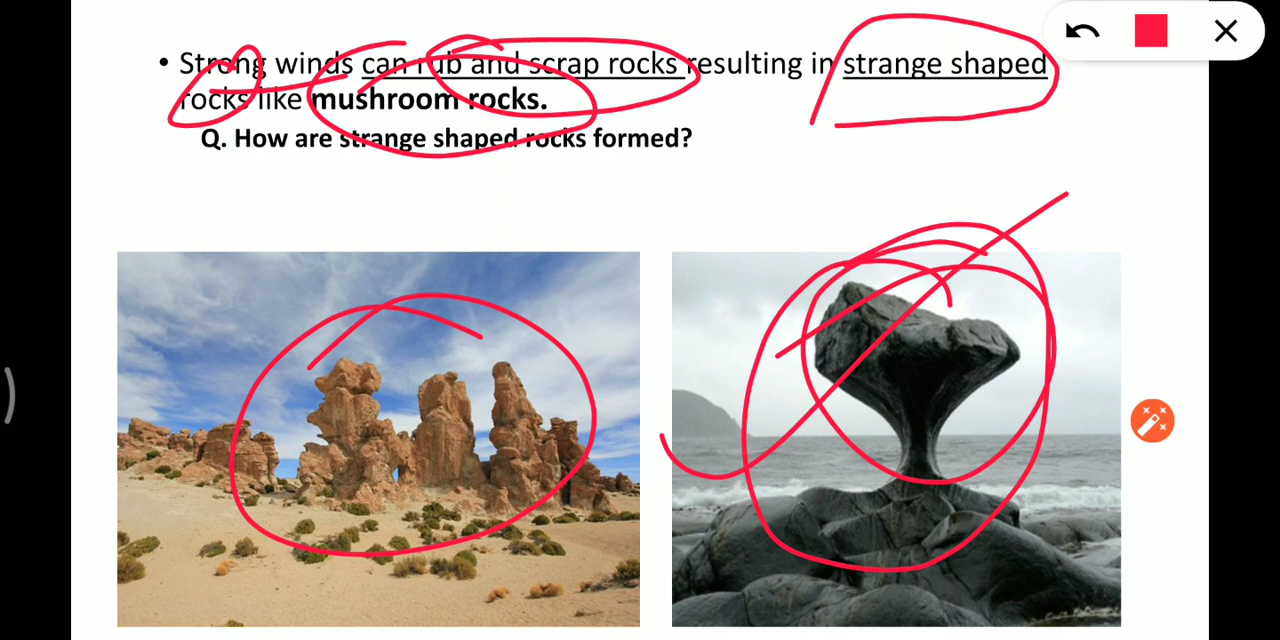 • Strong winds can rub and scrap rocks resulting in strange shaped
rocks like mushroom rocks.
Q. How are strange shaped rocks formed?